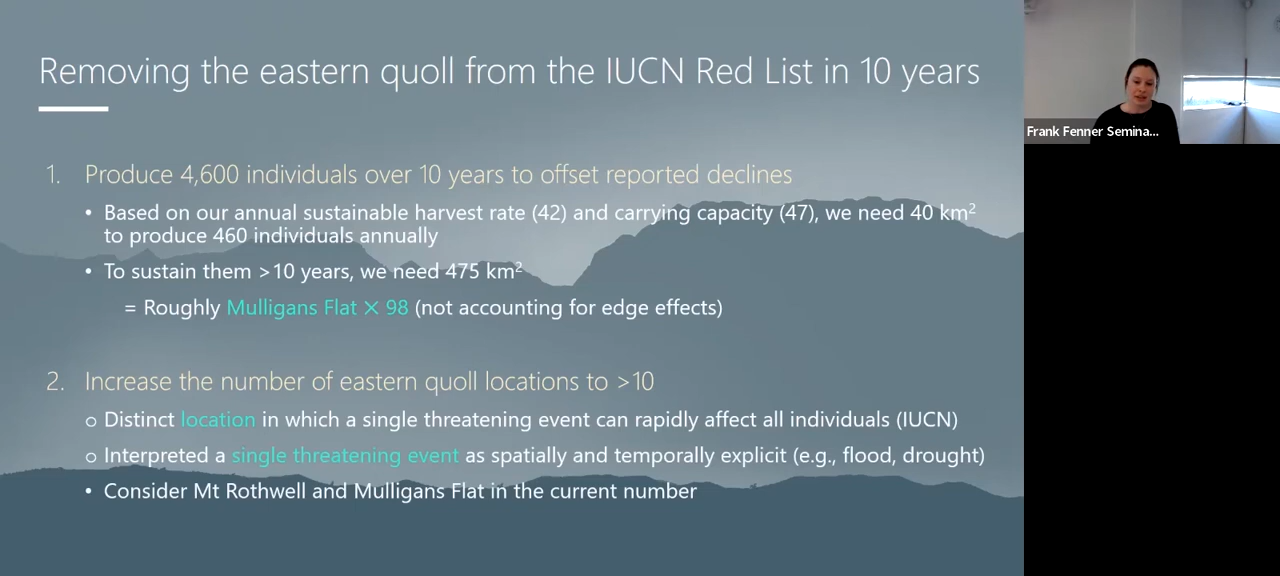 Removing the eastern quoll from the IUCN Red List in 10 years
Frank Fenner Semina...
1. Produce 4,600 individuals over 10 years to offset reported declines
• Based on our annual sustainable harvest rate (42) and carrying capacity (47), we need 40 km²
to produce 460 individuals annually
• To sustain them >10 years, we need 475 km²
= Roughly Mulligans Flat × 98 (not accounting for edge effects)
2. Increase the number of eastern quoll locations to >10
o Distinct location in which a single threatening event can rapidly affect all individuals (IUCN)
o Interpreted a single threatening event as spatially and temporally explicit (e.g., flood, drought)
• Consider Mt Rothwell and Mulligans Flat in the current number